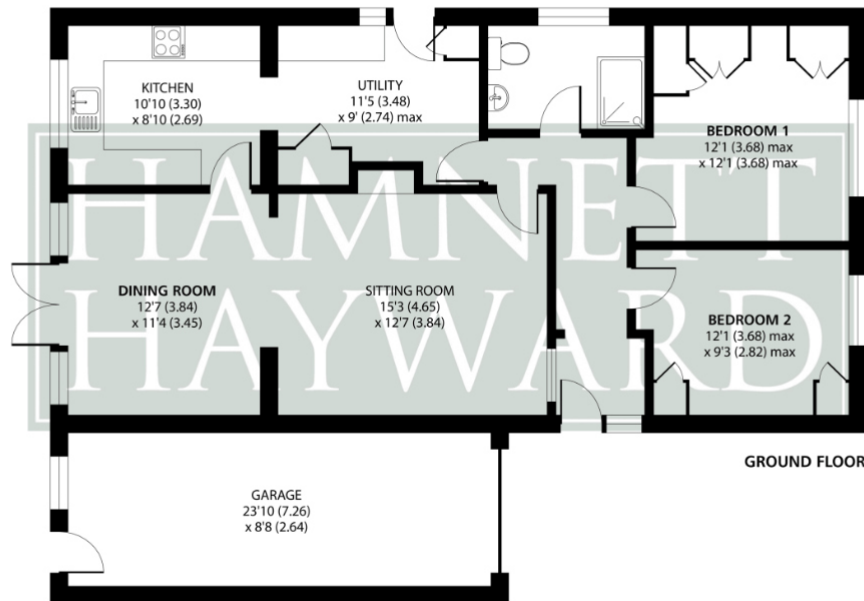 KITCHEN
10'10 (3.30)
x 8'10 (2.69)
UTILITY
11'5 (3.48)
x 9' (2.74) max
BEDROOM 1
12'1 (3.68) max
x 12'1 (3.68) max
HAMNETT
HAYWARD
DINING ROOM
12'7 (3.84)
x 11'4 (3.45)
SITTING ROOM
15'3 (4.65)
x 12'7 (3.84)
BEDROOM 2
12'1 (3.68) max
x 9'3 (2.82) max
GROUND FLOOR
GARAGE
23'10 (7.26)
x 8'8 (2.64)